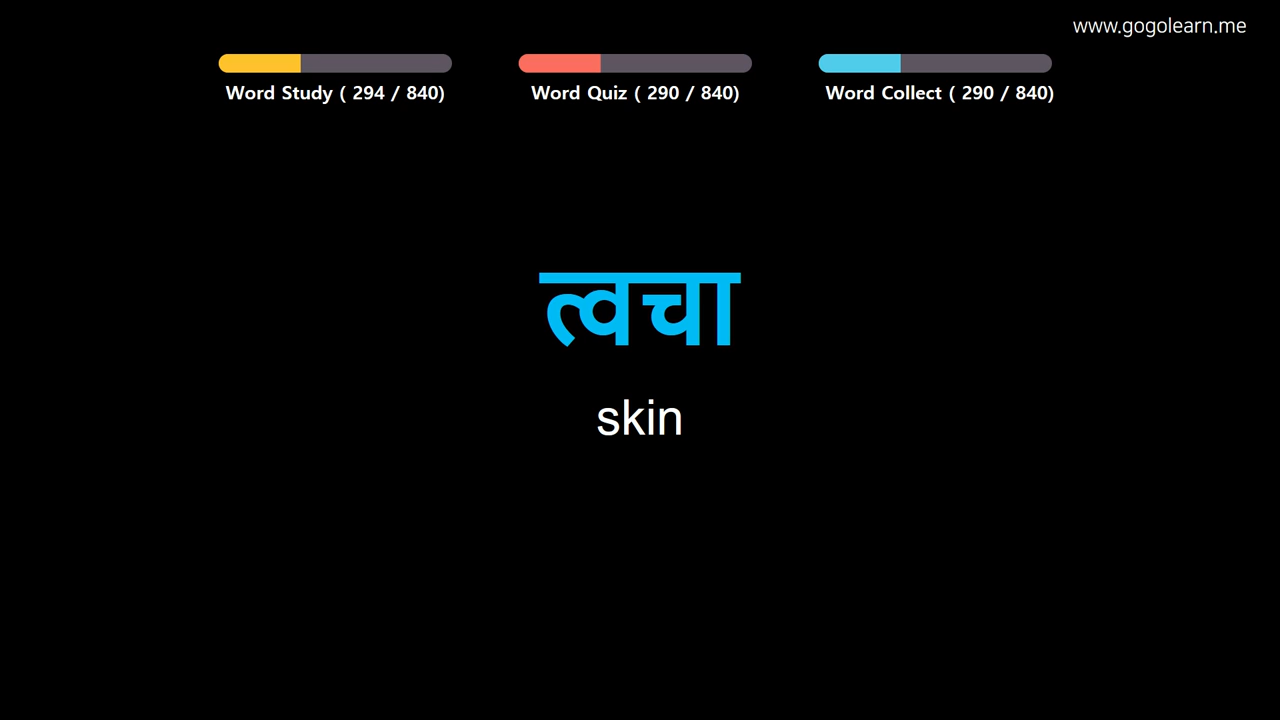 www.gogolearn.me
Word Study ( 294 / 840)
Word Quiz ( 290 / 840)
Word Collect ( 290 / 840)
त्वचा
skin